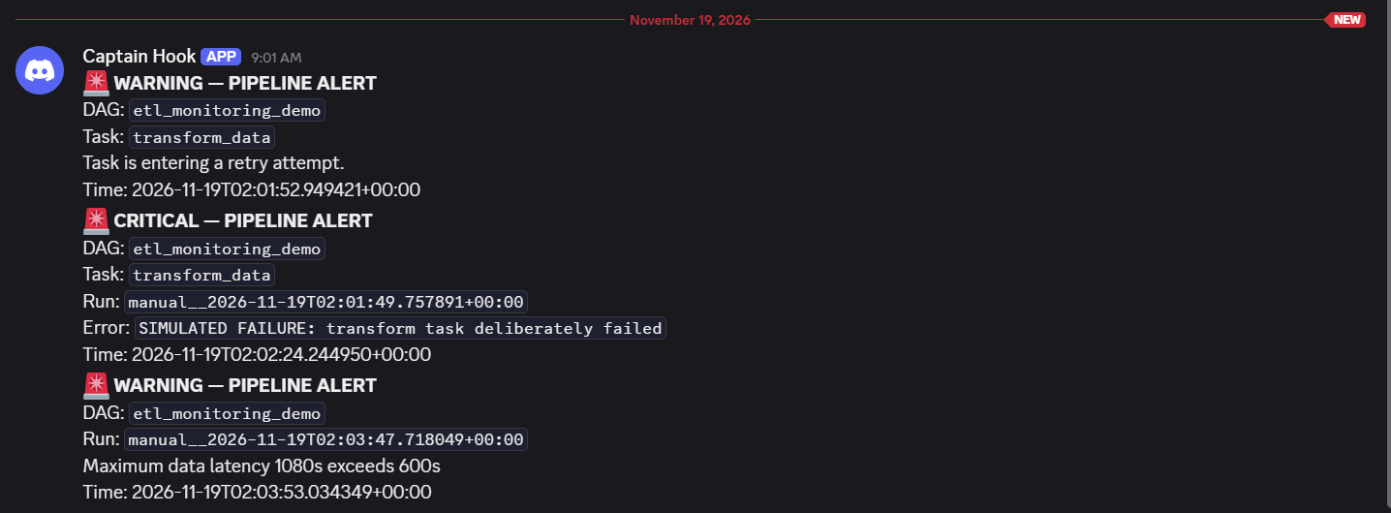 November 19, 2026
NEW
Captain Hook APP 9:01 AM
🚨 WARNING — PIPELINE ALERT
DAG: etl_monitoring_demo
Task: transform_data
Task is entering a retry attempt.
Time: 2026-11-19T02:01:52.949421+00:00
🚨 CRITICAL — PIPELINE ALERT
DAG: etl_monitoring_demo
Task: transform_data
Run: manual__2026-11-19T02:01:49.757891+00:00
Error: SIMULATED FAILURE: transform task deliberately failed
Time: 2026-11-19T02:02:24.244950+00:00
🚨 WARNING — PIPELINE ALERT
DAG: etl_monitoring_demo
Run: manual__2026-11-19T02:03:47.718049+00:00
Maximum data latency 1080s exceeds 600s
Time: 2026-11-19T02:03:53.034349+00:00